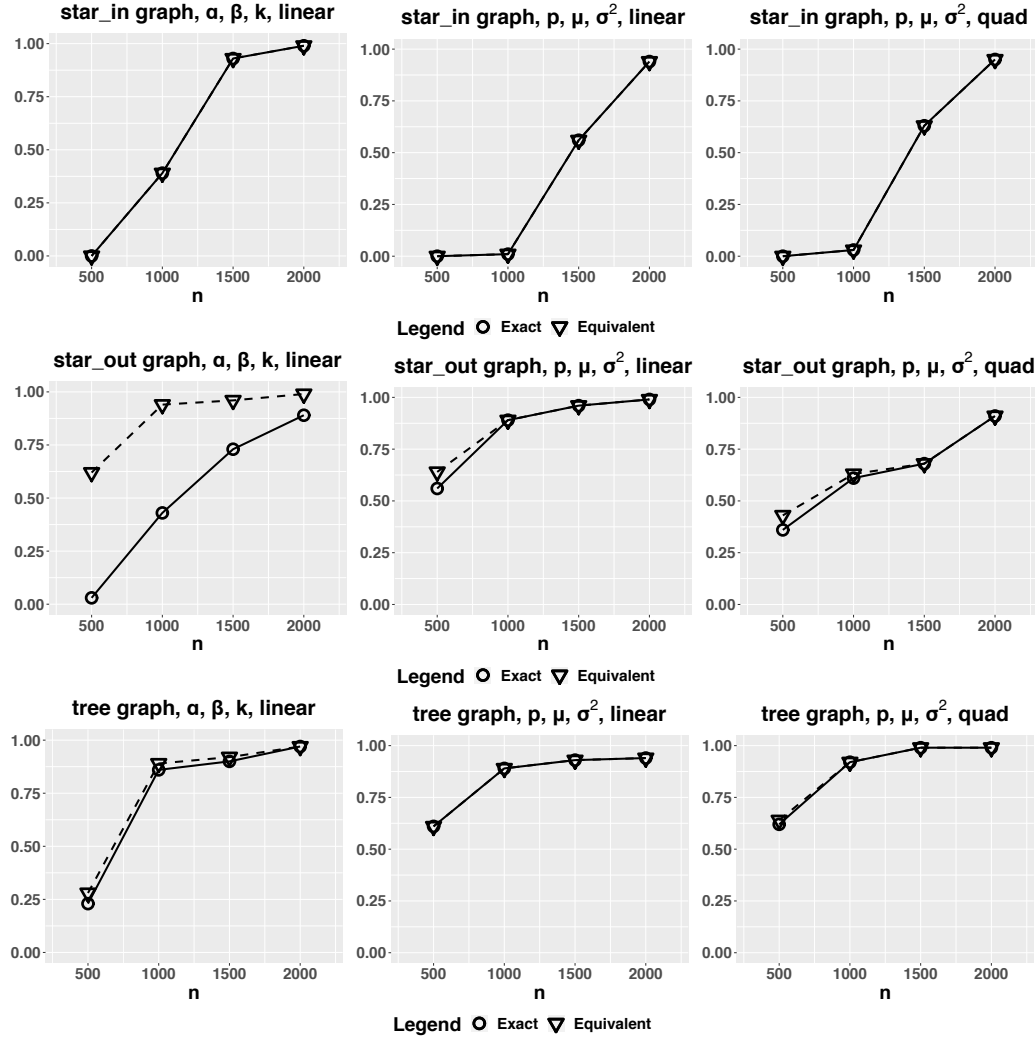 star_in graph, α, β, k, linear
star_in graph, p, μ, σ², linear
star_in graph, p, μ, σ², quad
1.00
0.75
0.50
0.25
0.00
500 1000 1500 2000
n
1.00
0.75
0.50
0.25
0.00
500 1000 1500 2000
n
1.00
0.75
0.50
0.25
0.00
500 1000 1500 2000
n
Legend Exact Equivalent
star_out graph, α, β, k, linear
star_out graph, p, μ, σ², linear
star_out graph, p, μ, σ², quad
1.00
0.75
0.50
0.25
0.00
500 1000 1500 2000
n
1.00
0.75
0.50
0.25
0.00
500 1000 1500 2000
n
1.00
0.75
0.50
0.25
0.00
500 1000 1500 2000
n
Legend Exact Equivalent
tree graph, α, β, k, linear
tree graph, p, μ, σ², linear
tree graph, p, μ, σ², quad
1.00
0.75
0.50
0.25
0.00
500 1000 1500 2000
n
1.00
0.75
0.50
0.25
0.00
500 1000 1500 2000
n
1.00
0.75
0.50
0.25
0.00
500 1000 1500 2000
n
Legend Exact Equivalent